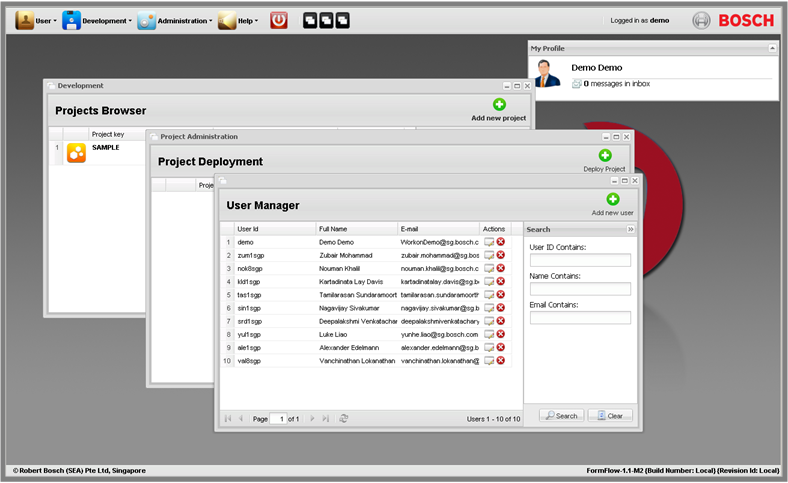 User Development Administration Help Logged in as demo BOSCH
My Profile
Demo Demo
0 messages in inbox
Development
Projects Browser
Add new project
Project key
1 SAMPLE
Project Administration
Project Deployment
Deploy Project
User Manager
Add new user
User Id Full Name E-mail Actions
1 demo Demo Demo WorkonDemo@sg.bosch.c
2 zum1sgp Zubair Mohammad zubair.mohammad@sg.bos
3 nok8sgp Nouman Khalil nouman.khalil@sg.bosch.c
4 kld1sgp Kartadinata Lay Davis kartadinatalay.davis@sg.b
5 tas1sgp Tamilarasan Sundaramoort tamilarasan.sundaramoorth
6 sin1sgp Nagavijay Sivakumar nagavijay.sivakumar@sg.b
7 srd1sgp Deepalakshmi Venkatachar deepalakshmivenkatachary
8 yul1sgp Luke Liao yunhe.liao@sg.bosch.com
9 ale1sgp Alexander Edelmann alexander.edelmann@sg.b
10 val8sgp Vanchinathan Lokanathan vanchinathan.lokanathan@
Search
User ID Contains:
Name Contains:
Email Contains:
Page 1 of 1 Users 1 - 10 of 10
Search Clear
© Robert Bosch (SEA) Pte Ltd, Singapore FormFlow-1.1-M2 (Build Number: Local) (Revision Id: Local)